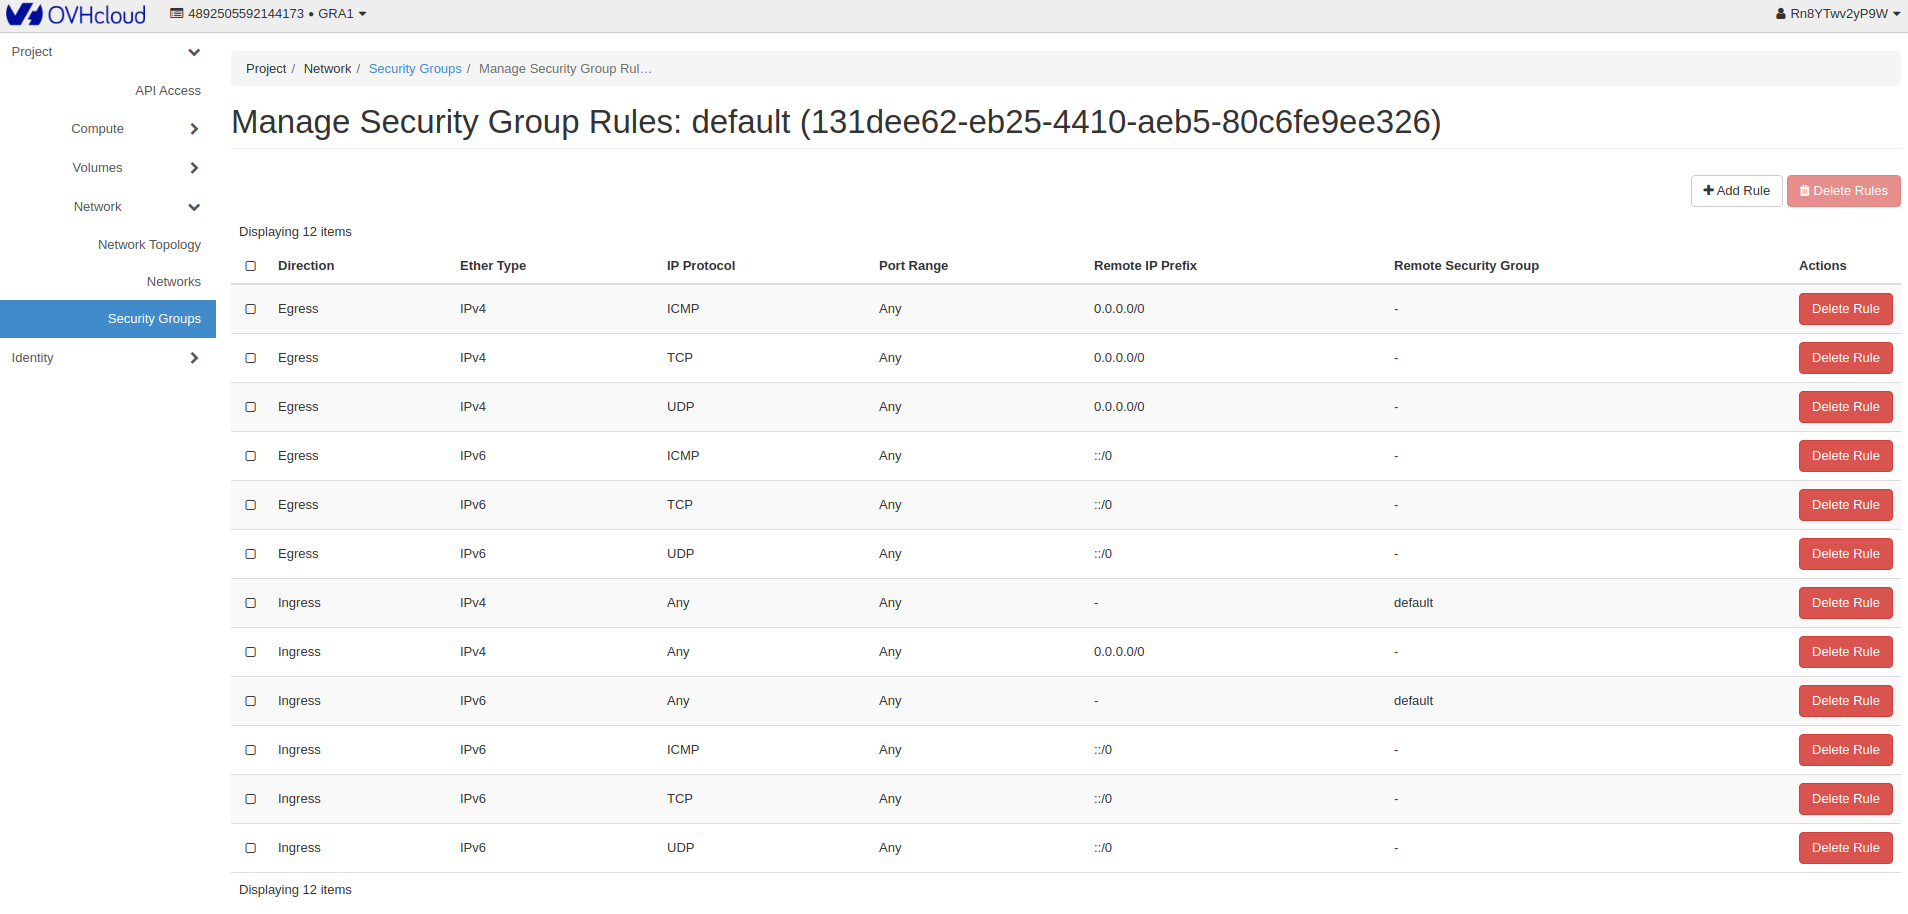 OVHcloud 4892505592144173 • GRA1 Rn8YTwv2yP9W
Project
API Access
Compute
Volumes
Network
Network Topology
Networks
Security Groups
Identity
Project / Network / Security Groups / Manage Security Group Rul…
Manage Security Group Rules: default (131dee62-eb25-4410-aeb5-80c6fe9ee326)
Add Rule Delete Rules
Displaying 12 items
Direction Ether Type IP Protocol Port Range Remote IP Prefix Remote Security Group Actions
Egress IPv4 ICMP Any 0.0.0.0/0 - Delete Rule
Egress IPv4 TCP Any 0.0.0.0/0 - Delete Rule
Egress IPv4 UDP Any 0.0.0.0/0 - Delete Rule
Egress IPv6 ICMP Any ::/0 - Delete Rule
Egress IPv6 TCP Any ::/0 - Delete Rule
Egress IPv6 UDP Any ::/0 - Delete Rule
Ingress IPv4 Any Any - default Delete Rule
Ingress IPv4 Any Any 0.0.0.0/0 - Delete Rule
Ingress IPv6 Any Any - default Delete Rule
Ingress IPv6 ICMP Any ::/0 - Delete Rule
Ingress IPv6 TCP Any ::/0 - Delete Rule
Ingress IPv6 UDP Any ::/0 - Delete Rule
Displaying 12 items